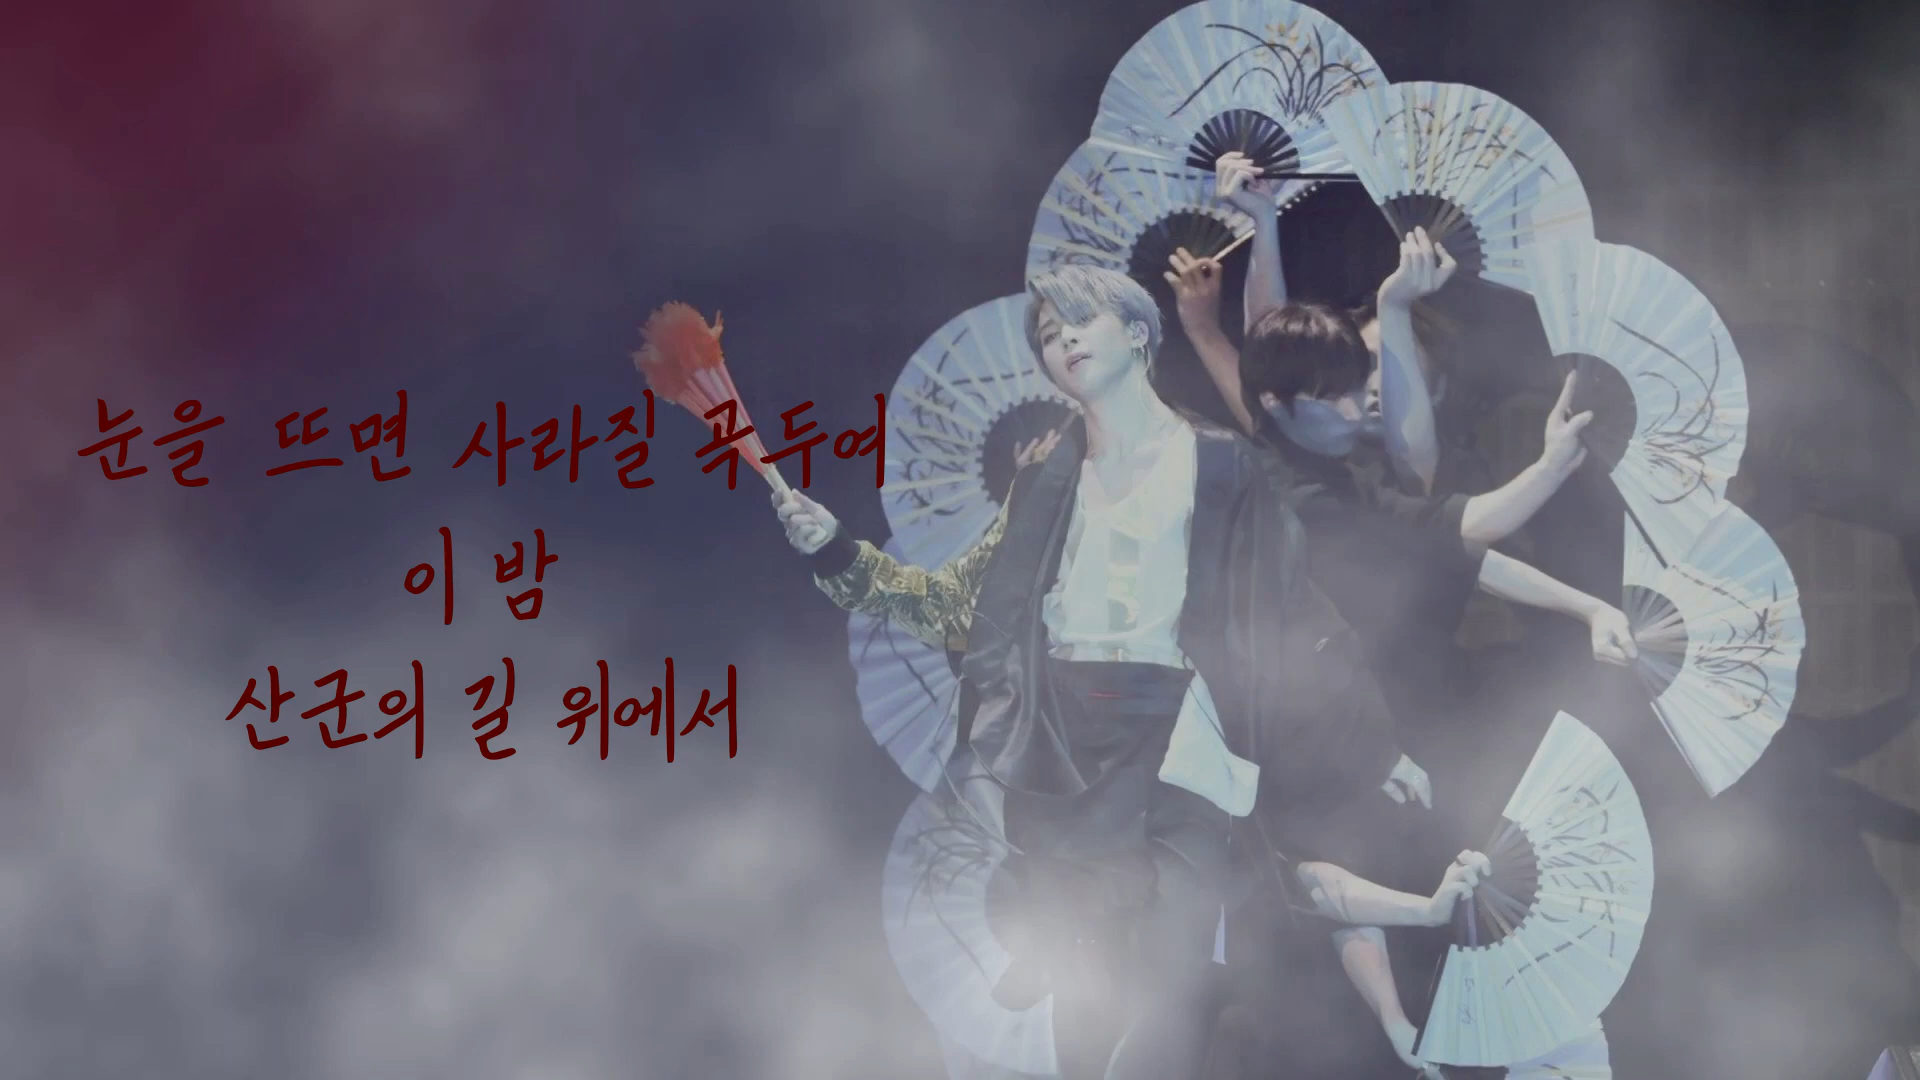 눈을 뜨면 사라질 곡두여
이 밤
산군의 길 위에서